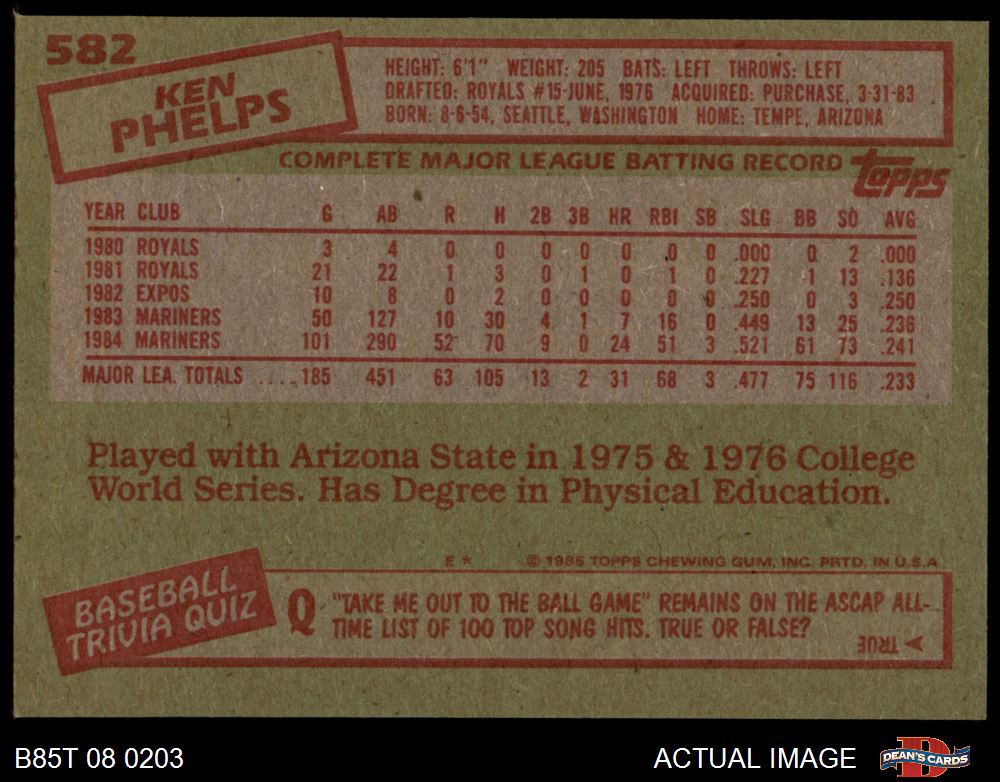 582
KEN
PHELPS
HEIGHT: 6'1" WEIGHT: 205 BATS: LEFT THROWS: LEFT
DRAFTED: ROYALS #15-JUNE, 1976 ACQUIRED: PURCHASE, 3-31-83
BORN: 8-6-54, SEATTLE, WASHINGTON HOME: TEMPE, ARIZONA
COMPLETE MAJOR LEAGUE BATTING RECORD
Topps
YEAR CLUB G AB R H 2B 3B HR RBI SB SLG BB SO AVG.
1980 ROYALS 3 4 0 0 0 0 0 0 0 .000 0 2 .000
1981 ROYALS 21 22 1 3 0 1 0 1 0 .227 1 13 .136
1982 EXPOS 10 8 0 2 0 0 0 0 0 .250 0 3 .250
1983 MARINERS 50 127 10 30 4 1 7 16 0 .449 13 25 .236
1984 MARINERS 101 290 52 70 9 0 24 51 3 .521 61 73 .241
MAJOR LEA. TOTALS ....185 451 63 105 13 2 31 68 3 .477 75 116 .233
Played with Arizona State in 1975 & 1976 College
World Series. Has Degree in Physical Education.
E * © 1985 TOPPS CHEWING GUM, INC. PRTD. IN U.S.A.
BASEBALL
TRIVIA QUIZ
Q "TAKE ME OUT TO THE BALL GAME" REMAINS ON THE ASCAP ALL-
TIME LIST OF 100 TOP SONG HITS. TRUE OR FALSE?
TRUE
B85T 08 0203
ACTUAL IMAGE
DEAN'S CARDS